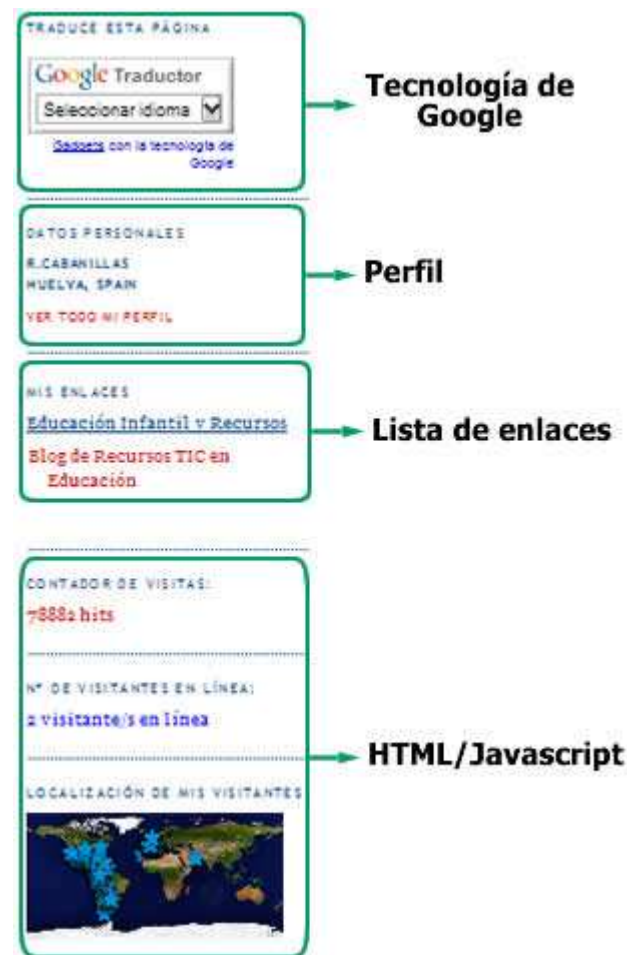 TRADUCE ESTA PÁGINA
Google Traductor
Seleccionar idioma
Gadgets con la tecnología de
Google
Tecnología de
Google
DATOS PERSONALES
R.CABANILLAS
HUELVA, SPAIN
VER TODO MI PERFIL
Perfil
MIS ENLACES
Educación Infantil y Recursos
Blog de Recursos TIC en
Educación
Lista de enlaces
CONTADOR DE VISITAS:
78882 hits
Nº DE VISITANTES EN LÍNEA:
2 visitante/s en línea
HTML/Javascript
LOCALIZACIÓN DE MIS VISITANTES